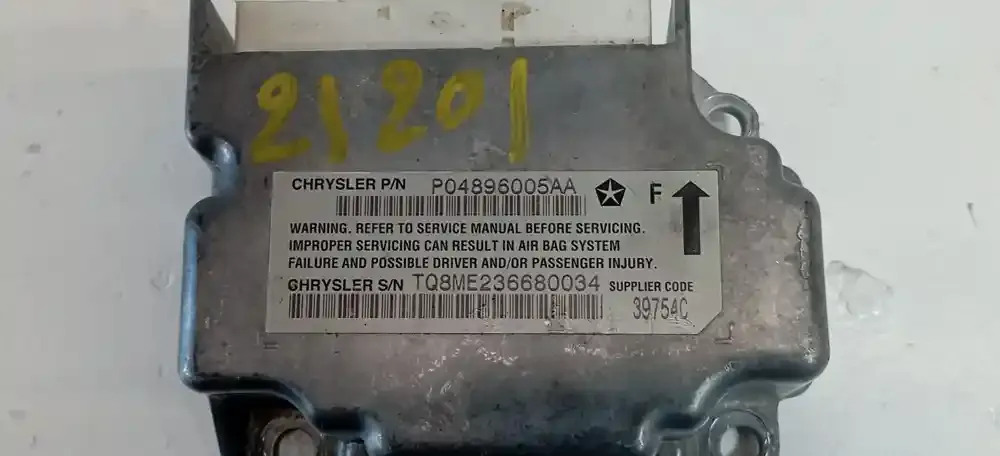 21201
CHRYSLER P/N P04896005AA F
WARNING. REFER TO SERVICE MANUAL BEFORE SERVICING.
IMPROPER SERVICING CAN RESULT IN AIR BAG SYSTEM
FAILURE AND POSSIBLE DRIVER AND/OR PASSENGER INJURY.
CHRYSLER S/N TQ8ME236680034 SUPPLIER CODE
39754C